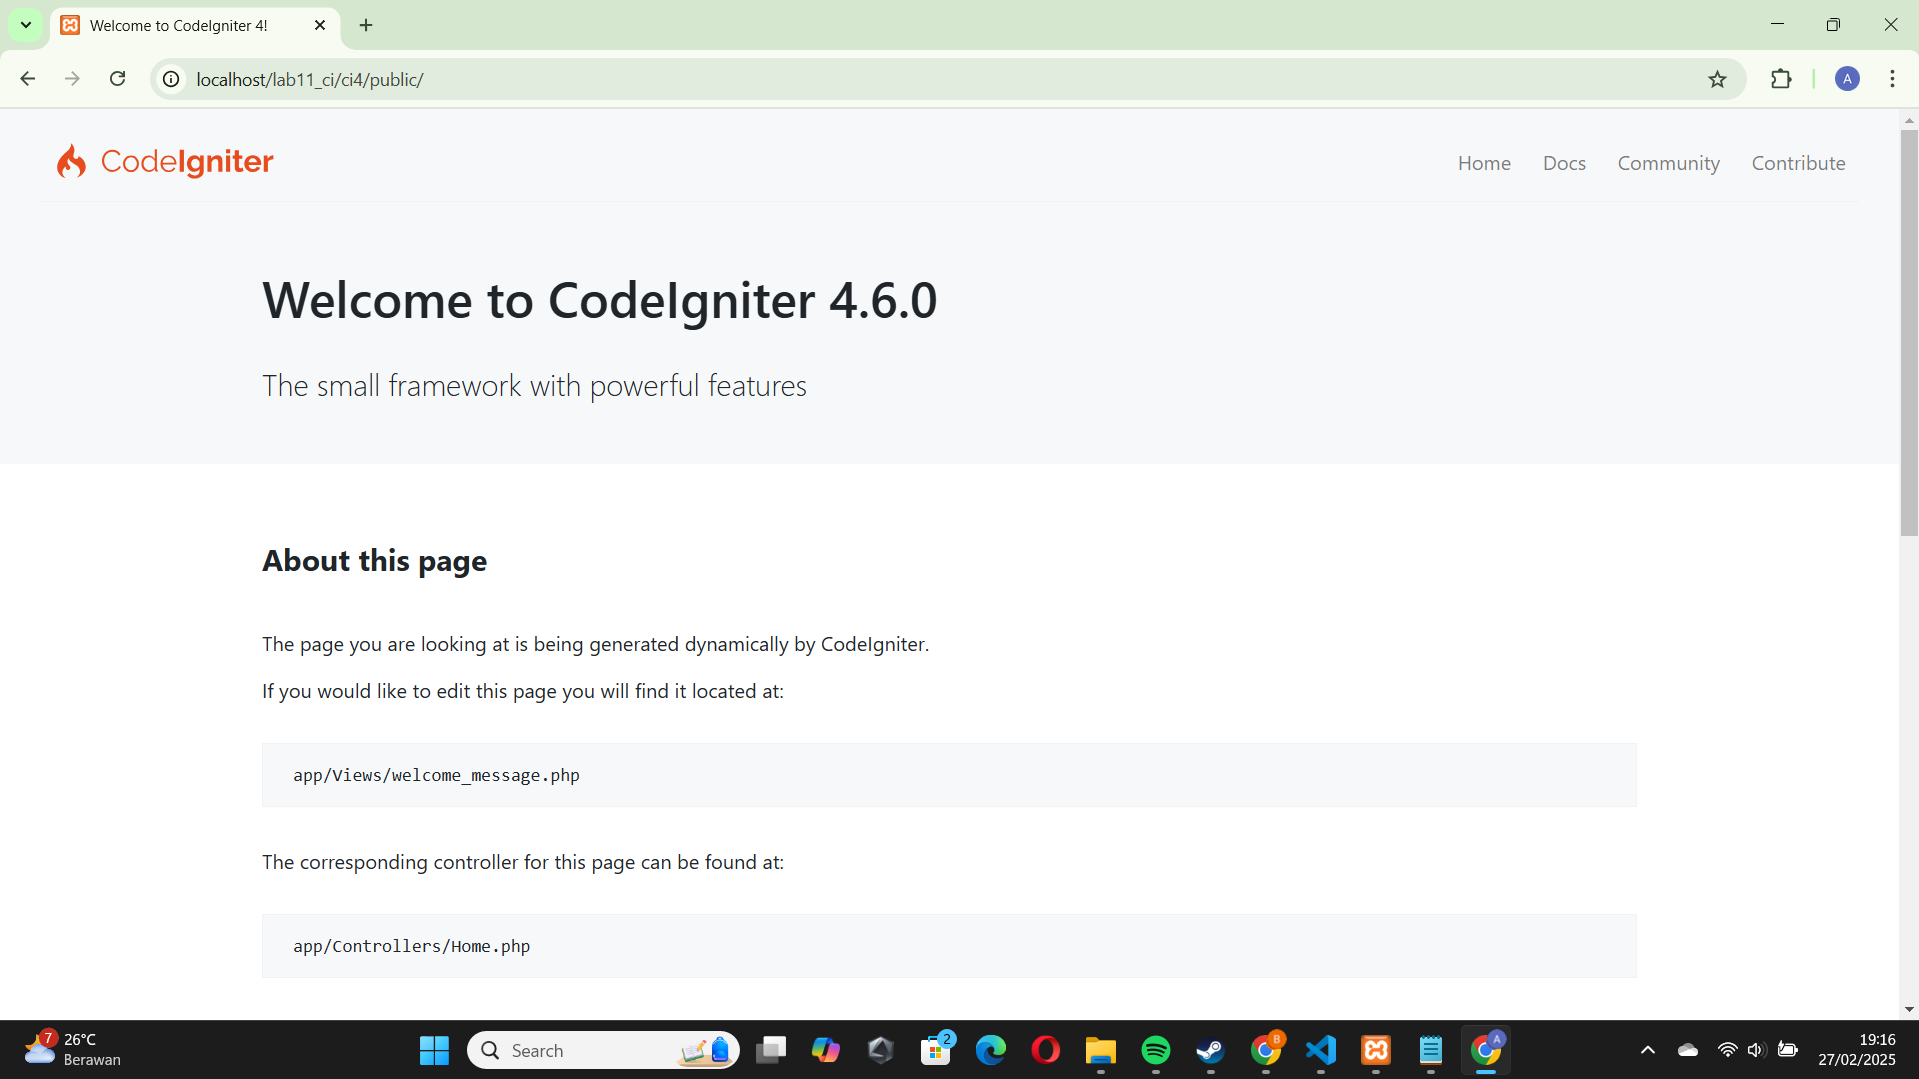 Welcome to CodeIgniter 4!
localhost/lab11_ci/ci4/public/
A
CodeIgniter
Home Docs Community Contribute
Welcome to CodeIgniter 4.6.0
The small framework with powerful features
About this page
The page you are looking at is being generated dynamically by CodeIgniter.
If you would like to edit this page you will find it located at:
app/Views/welcome_message.php
The corresponding controller for this page can be found at:
app/Controllers/Home.php
7
26°C
Berawan
Search
2
B
A
19:16
27/02/2025